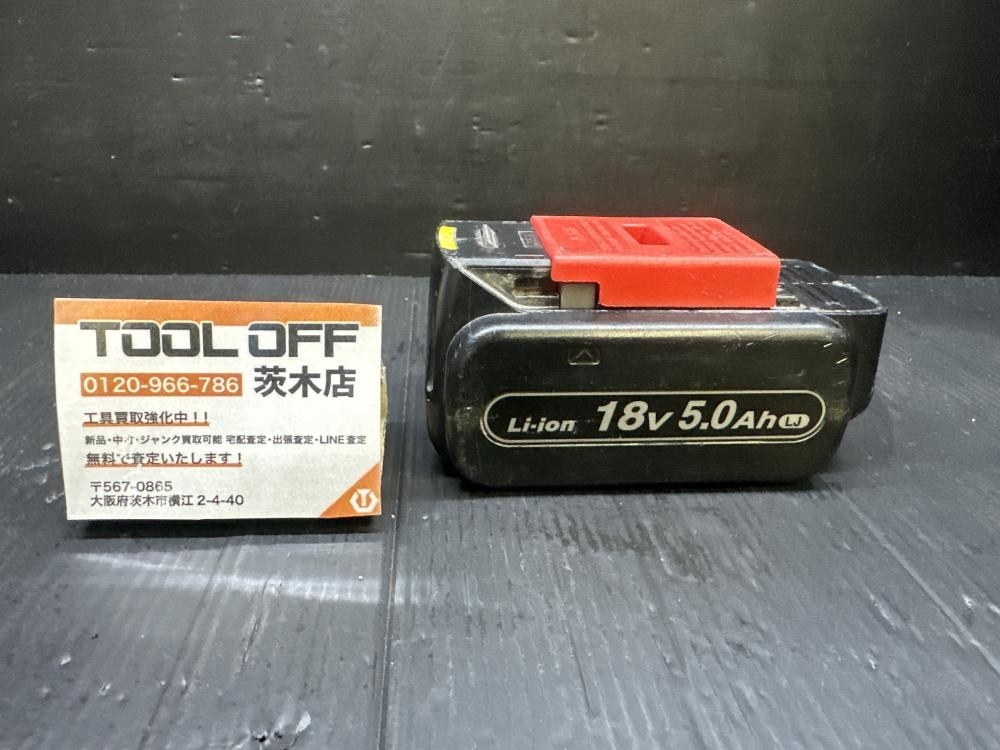 TOOL OFF
0120-966-786 茨木店
工具買取強化中！！
新品・中古・ジャンク買取可能 宅配査定・出張査定・LINE査定
無料で査定いたします！
〒567-0865
大阪府茨木市横江 2-4-40
Li-ion 18V 5.0Ah LJ